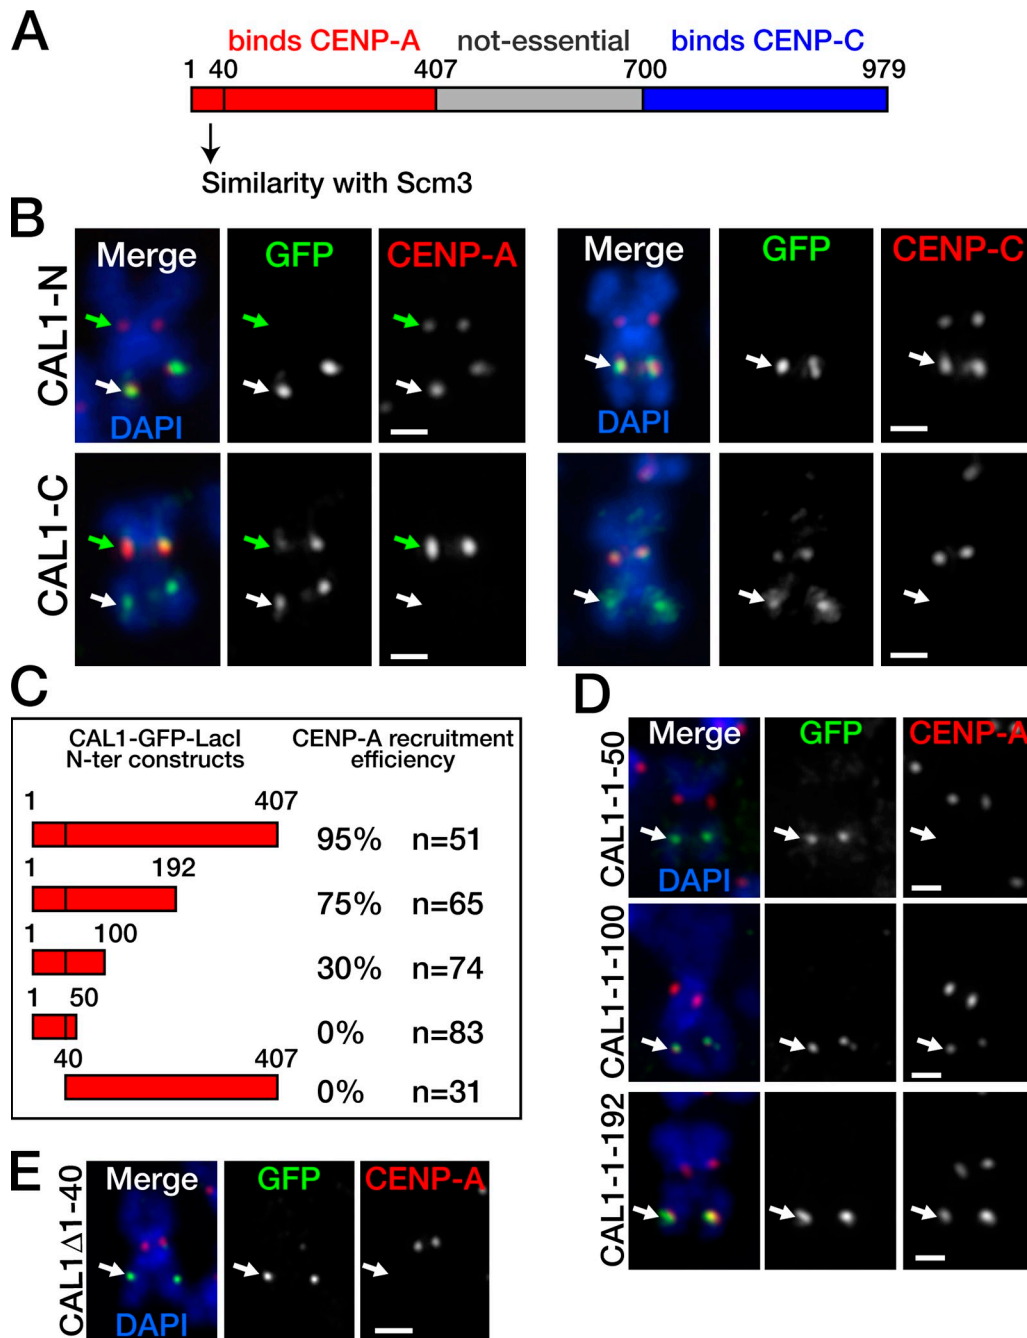 A
binds CENP-A not-essential binds CENP-C
1 40 407 700 979
Similarity with Scm3
B
CAL1-N
Merge GFP CENP-A
DAPI
Merge GFP CENP-C
DAPI
CAL1-C
C
CAL1-GFP-LacI
N-ter constructs
CENP-A recruitment
efficiency
1 407
95% n=51
1 192
75% n=65
1 100
30% n=74
1 50
0% n=83
40 407
0% n=31
D
CAL1-1-50
Merge GFP CENP-A
DAPI
CAL1-1-100
CAL1-1-192
E
CAL1Δ1-40
Merge GFP CENP-A
DAPI